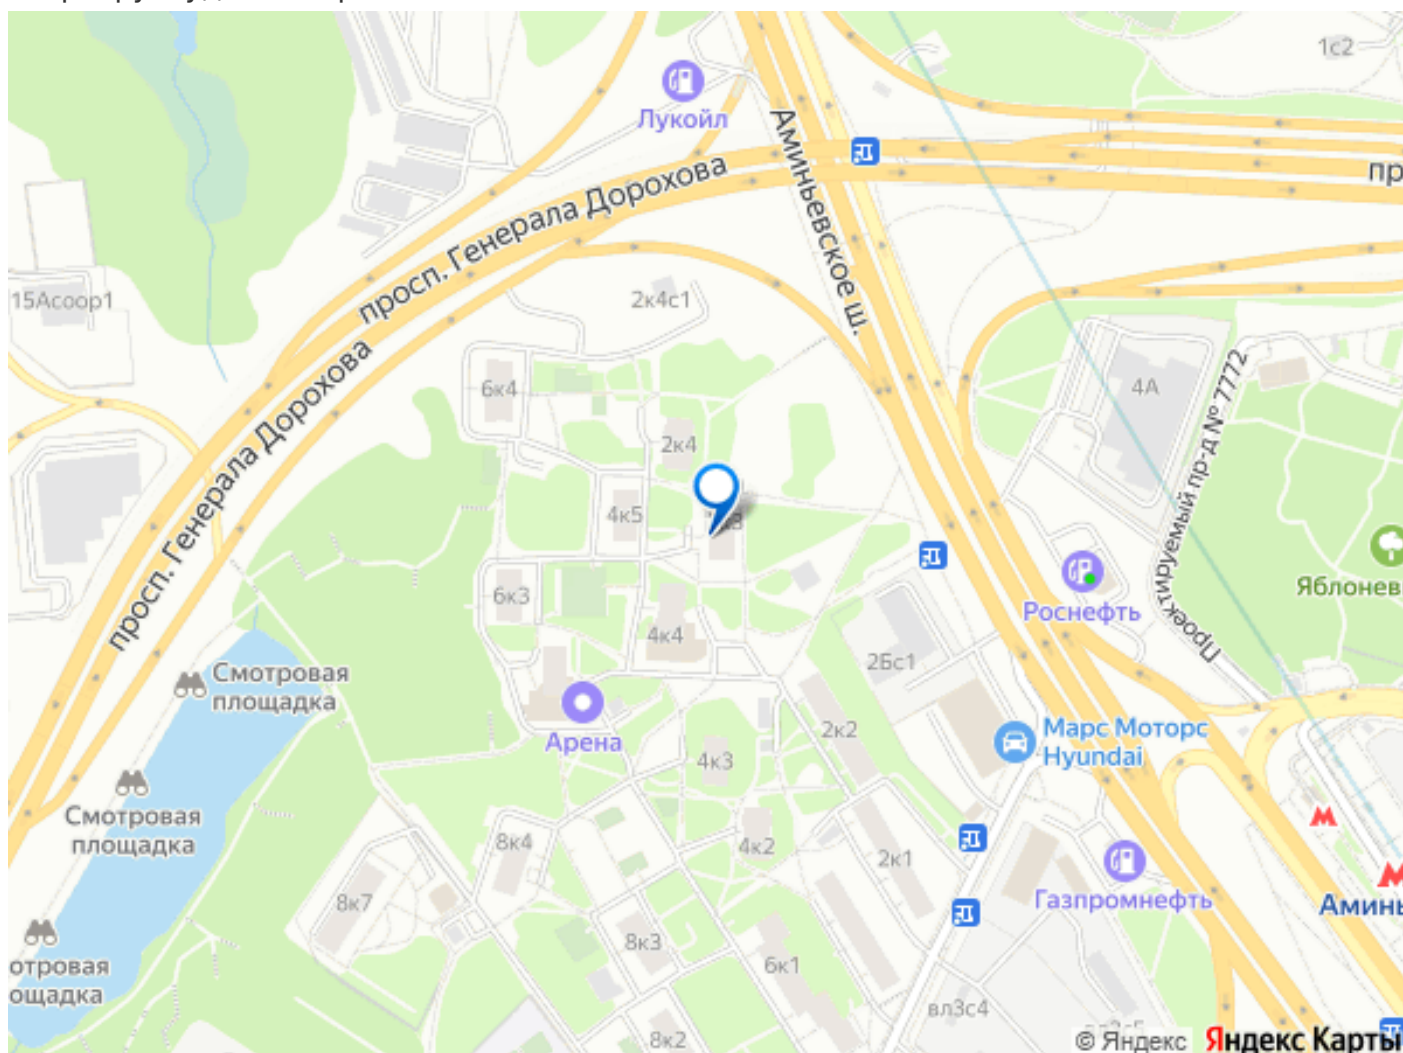 1с2
Лукойл
Аминьевское ш.
просп. Генерала Дорохова
пр
15Асоор1
2к4с1
просп. Генерала Дорохова
6к4
4А
Проектируемый пр-д № 7772
2к4
4к5
к3
Яблонев
6к3
Роснефть
4к4
2Бс1
Смотровая
площадка
Арена
2к2
Марс Моторс
Hyundai
4к3
Смотровая
площадка
8к4
4к2
2к1
8к7
Газпромнефть
Аминь
8к3
6к1
отровая
ощадка
вл3с4
8к2
© Яндекс
Яндекс Карты